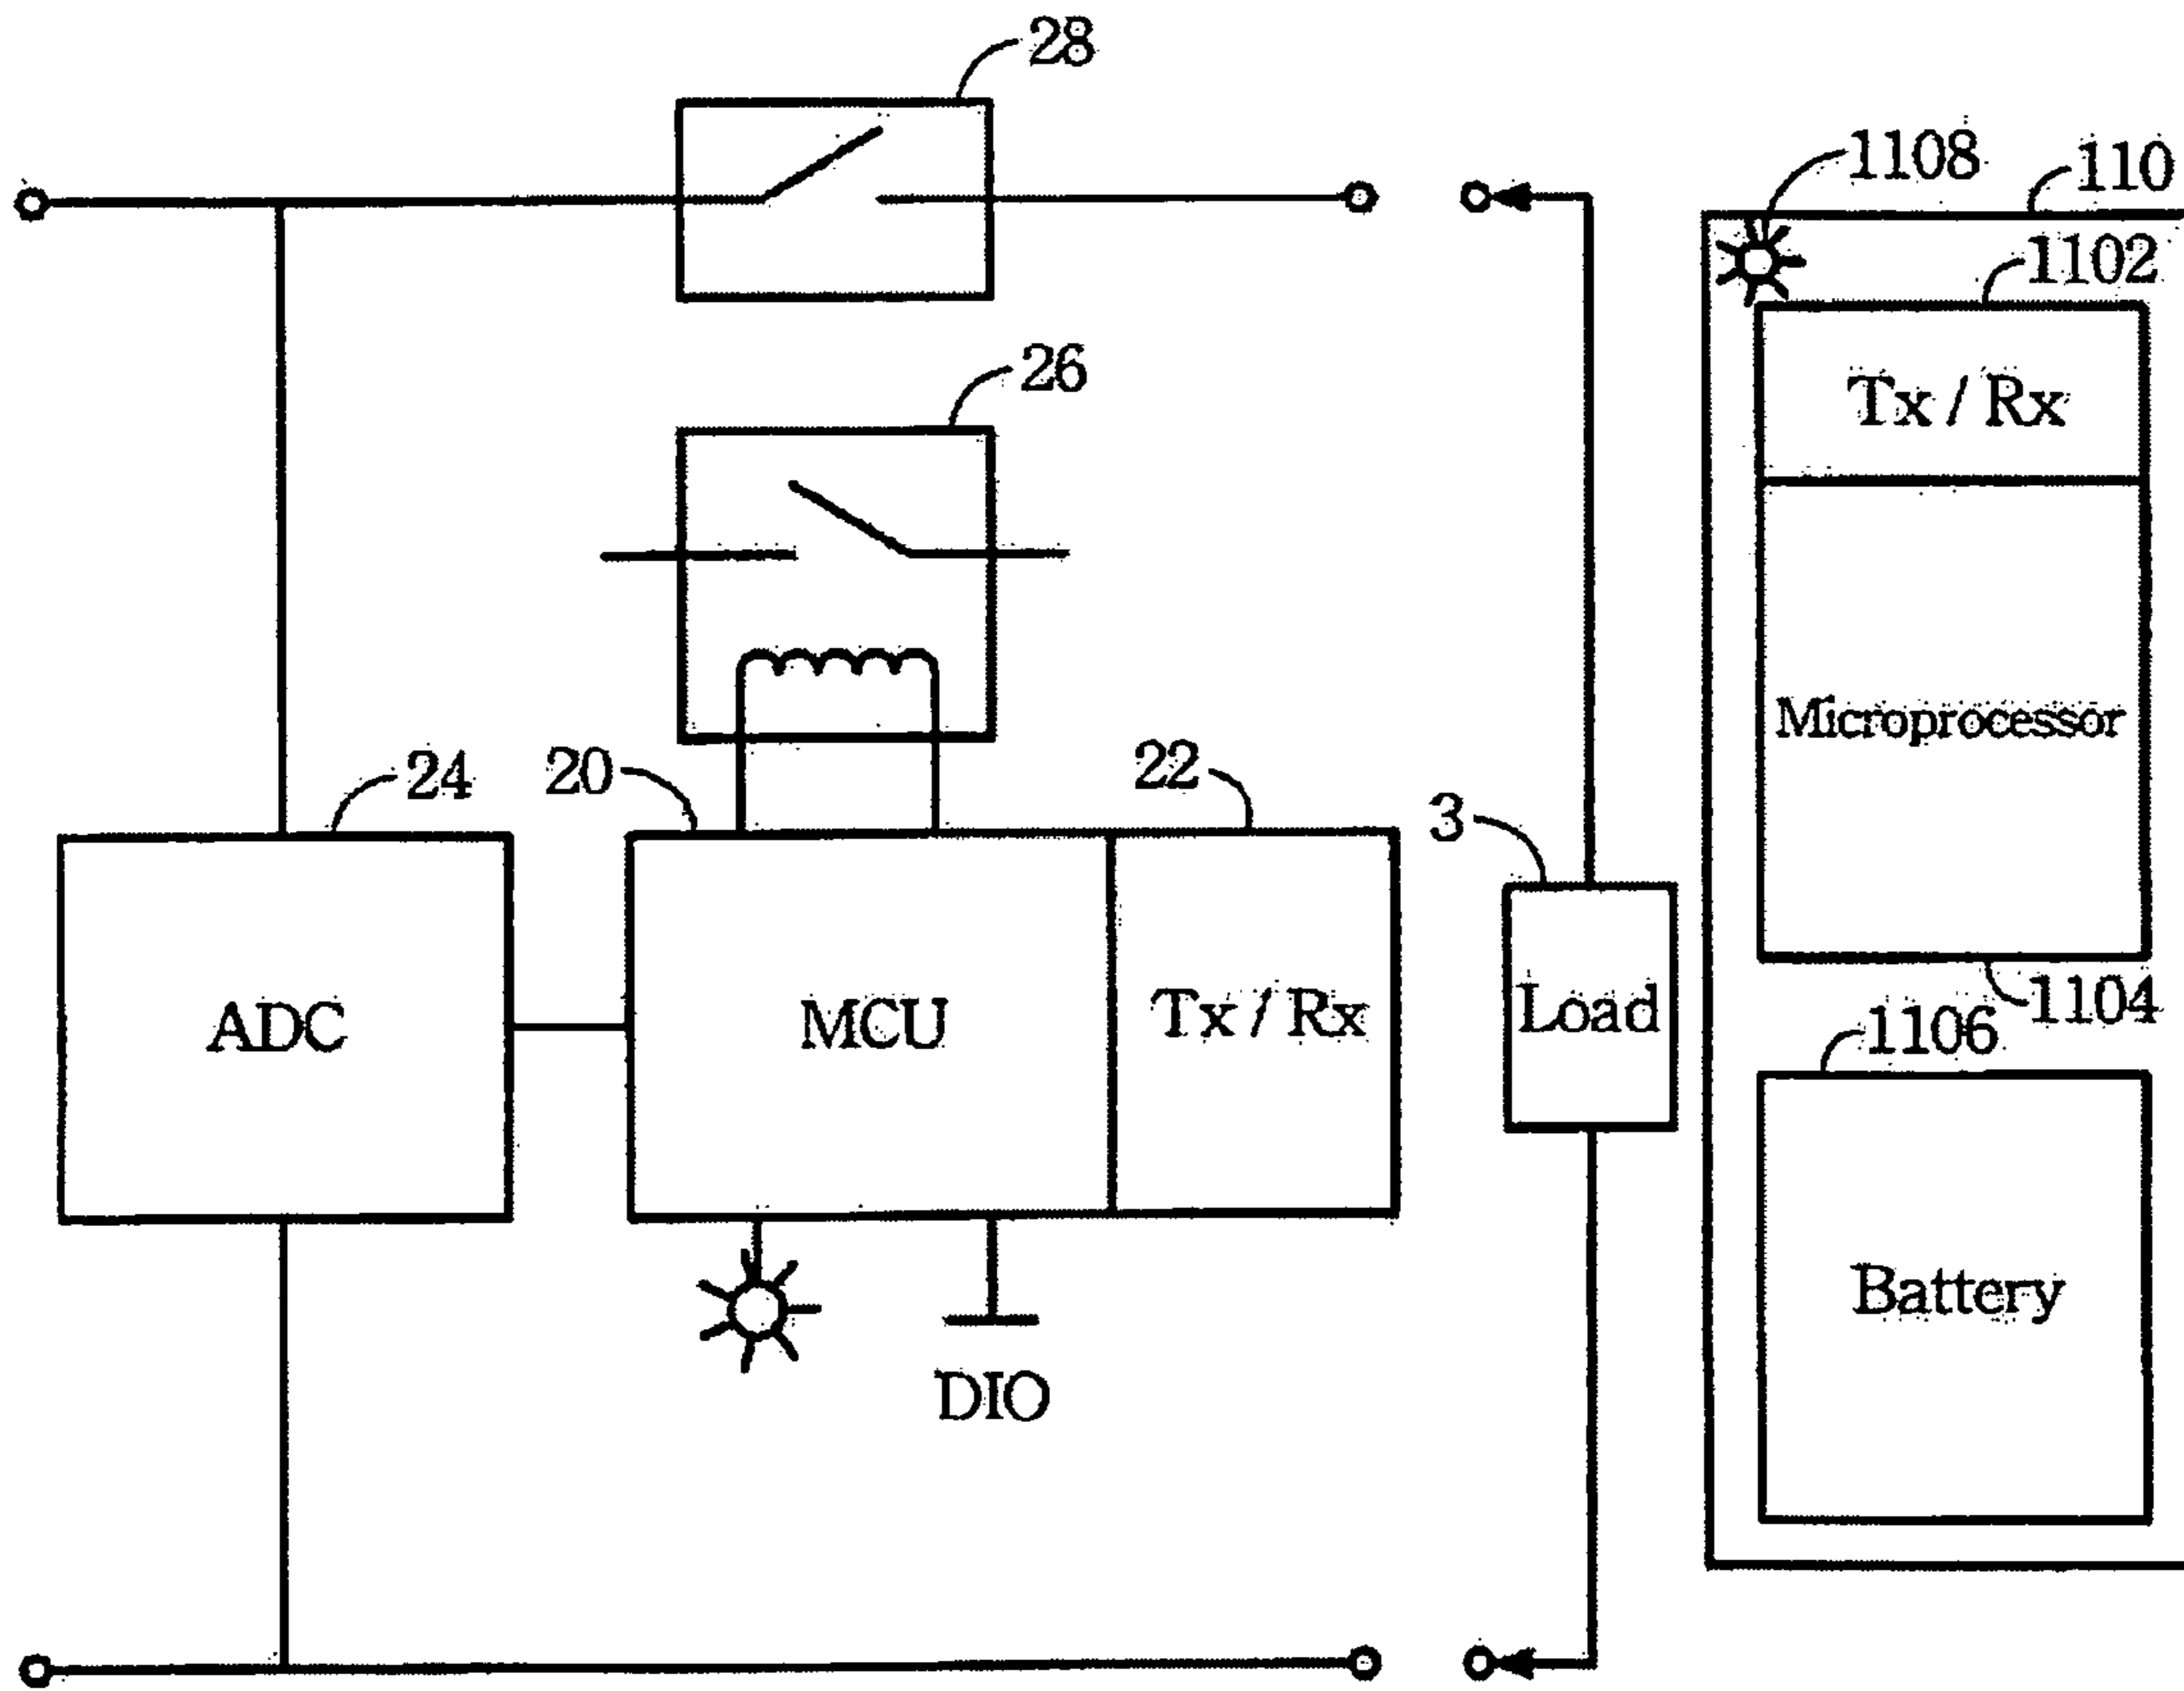 28
1108
110
1102
26
Tx / Rx
Microprocessor
24
20
22
3
ADC
MCU
Tx / Rx
Load
1104
1106
Battery
DIO